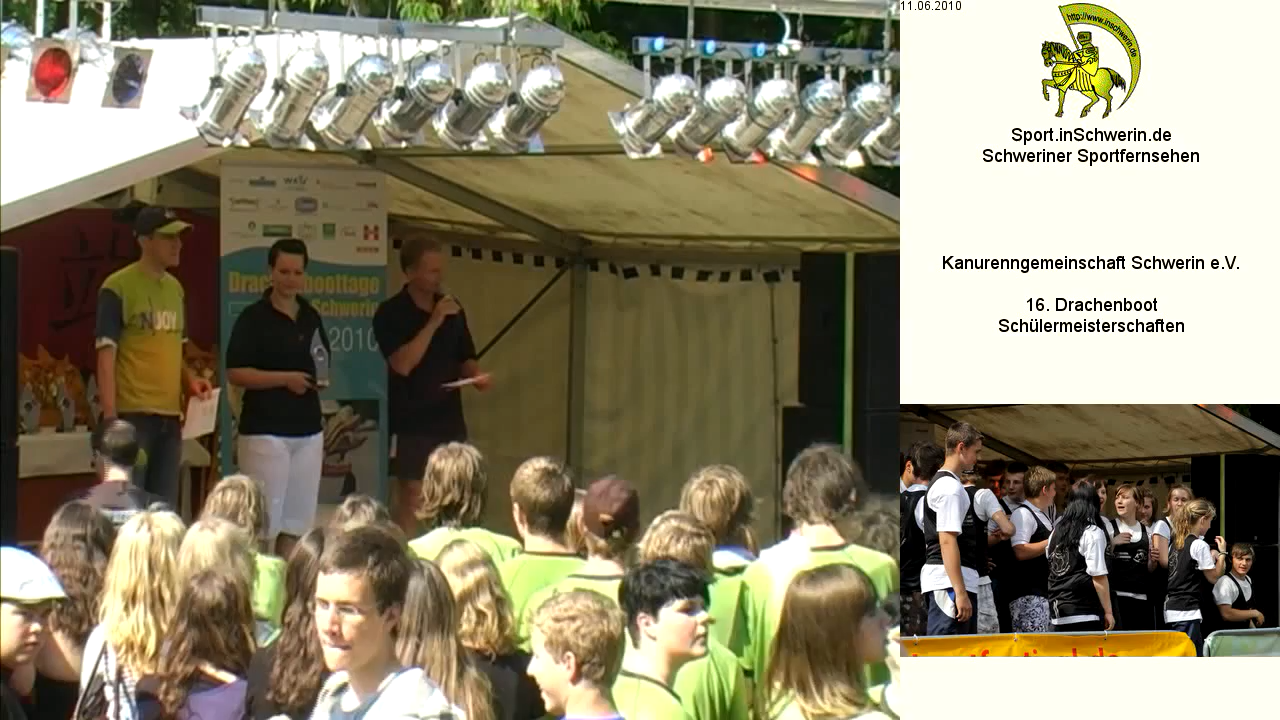 11.06.2010
http://www.inschwerin.de
Sport.inSchwerin.de
Schweriner Sportfernsehen
Kanurenngemeinschaft Schwerin e.V.
16. Drachenboot
Schülermeisterschaften
Drachenboottage
Schwerin
2010
N JOY